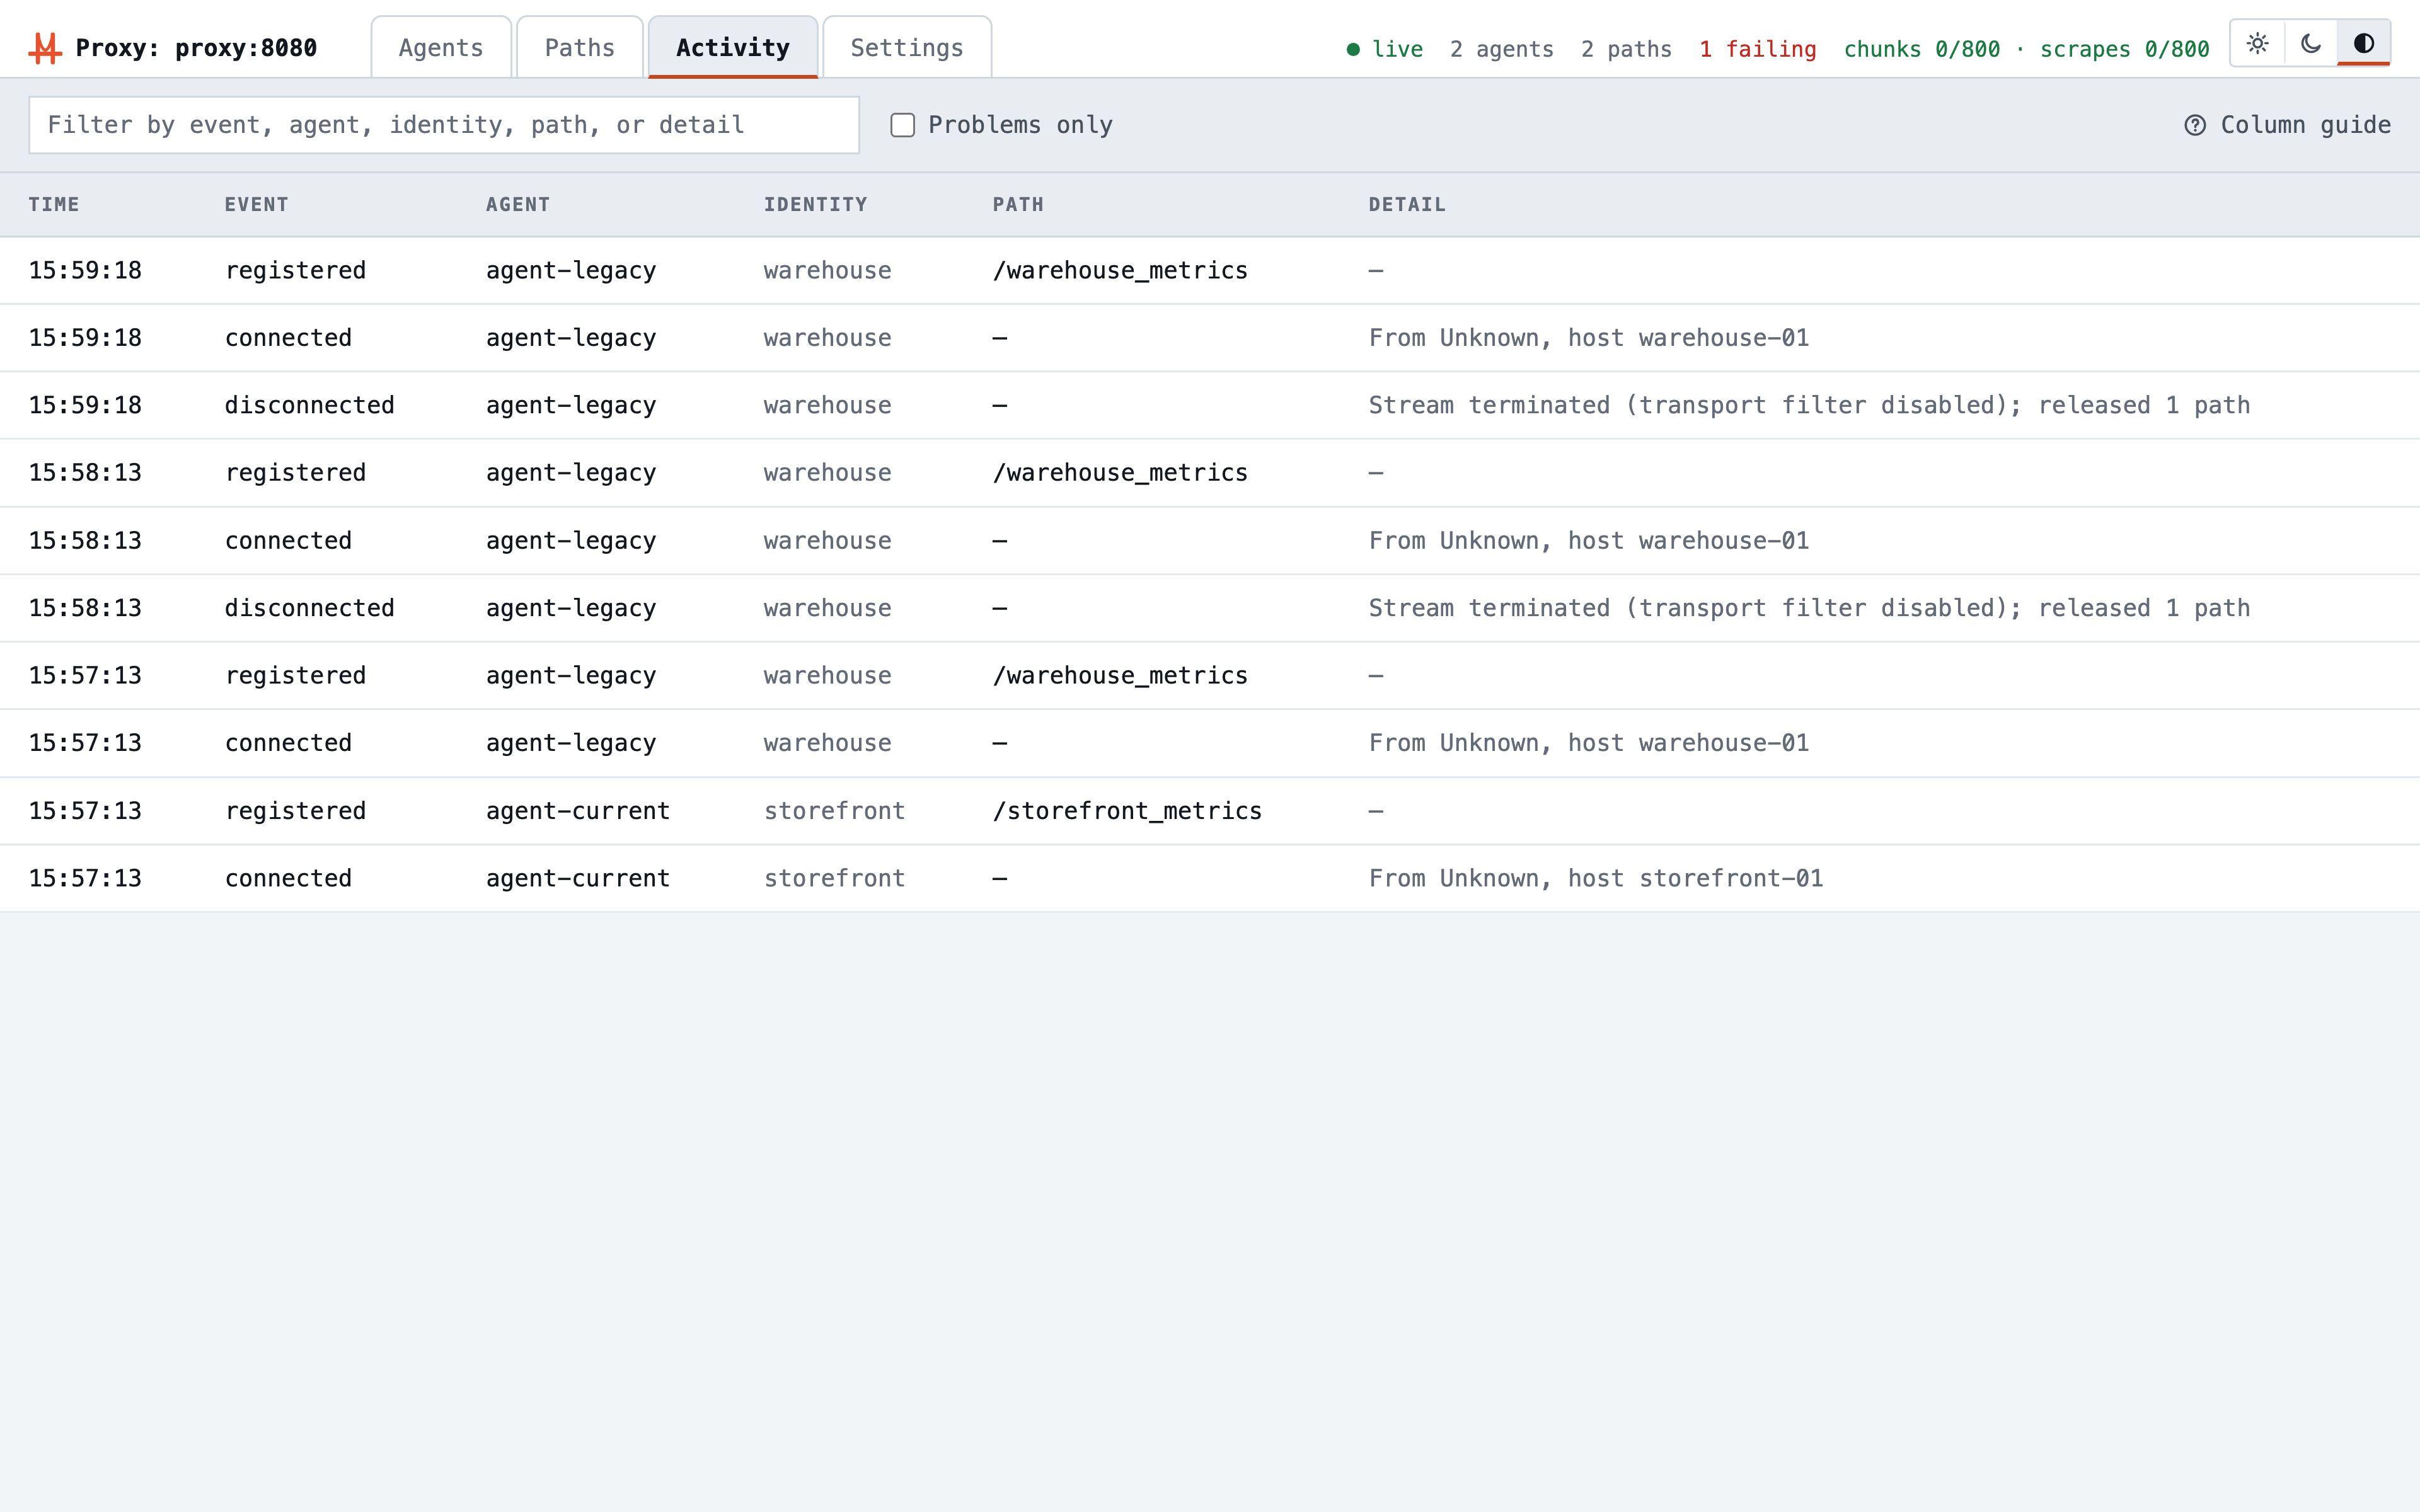 Proxy: proxy:8080 Agents Paths Activity Settings live 2 agents 2 paths 1 failing chunks 0/800 · scrapes 0/800
Filter by event, agent, identity, path, or detail Problems only Column guide
TIME EVENT AGENT IDENTITY PATH DETAIL
15:59:18 registered agent-legacy warehouse /warehouse_metrics —
15:59:18 connected agent-legacy warehouse — From Unknown, host warehouse-01
15:59:18 disconnected agent-legacy warehouse — Stream terminated (transport filter disabled); released 1 path
15:58:13 registered agent-legacy warehouse /warehouse_metrics —
15:58:13 connected agent-legacy warehouse — From Unknown, host warehouse-01
15:58:13 disconnected agent-legacy warehouse — Stream terminated (transport filter disabled); released 1 path
15:57:13 registered agent-legacy warehouse /warehouse_metrics —
15:57:13 connected agent-legacy warehouse — From Unknown, host warehouse-01
15:57:13 registered agent-current storefront /storefront_metrics —
15:57:13 connected agent-current storefront — From Unknown, host storefront-01